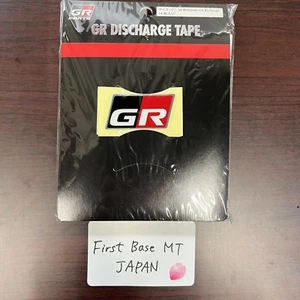 GR
PARTS
GR DISCHARGE TAPE
GR
First Base MT
JAPAN